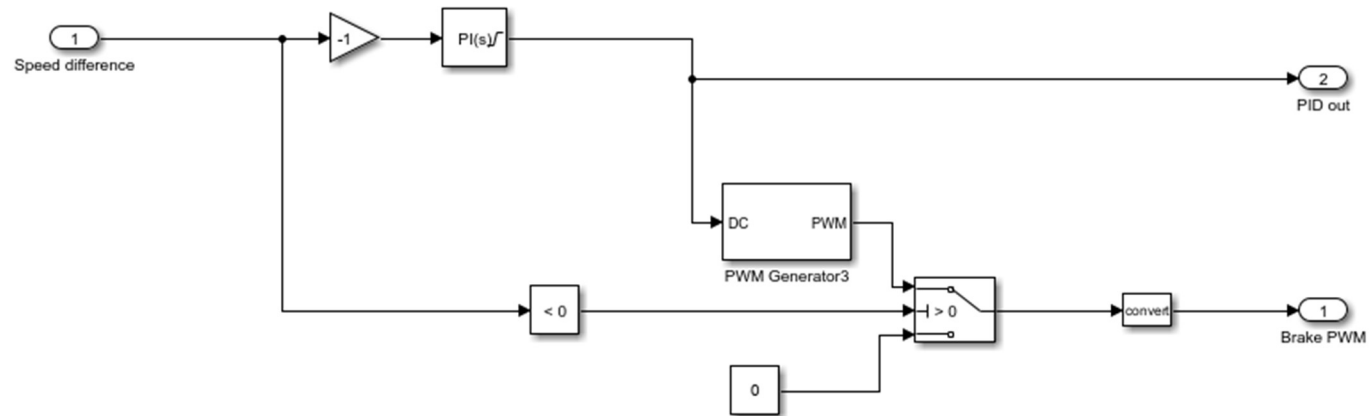 1
Speed difference
-1
PI(s)
2
PID out
DC PWM
PWM Generator3
< 0
> 0
convert
1
Brake PWM
0